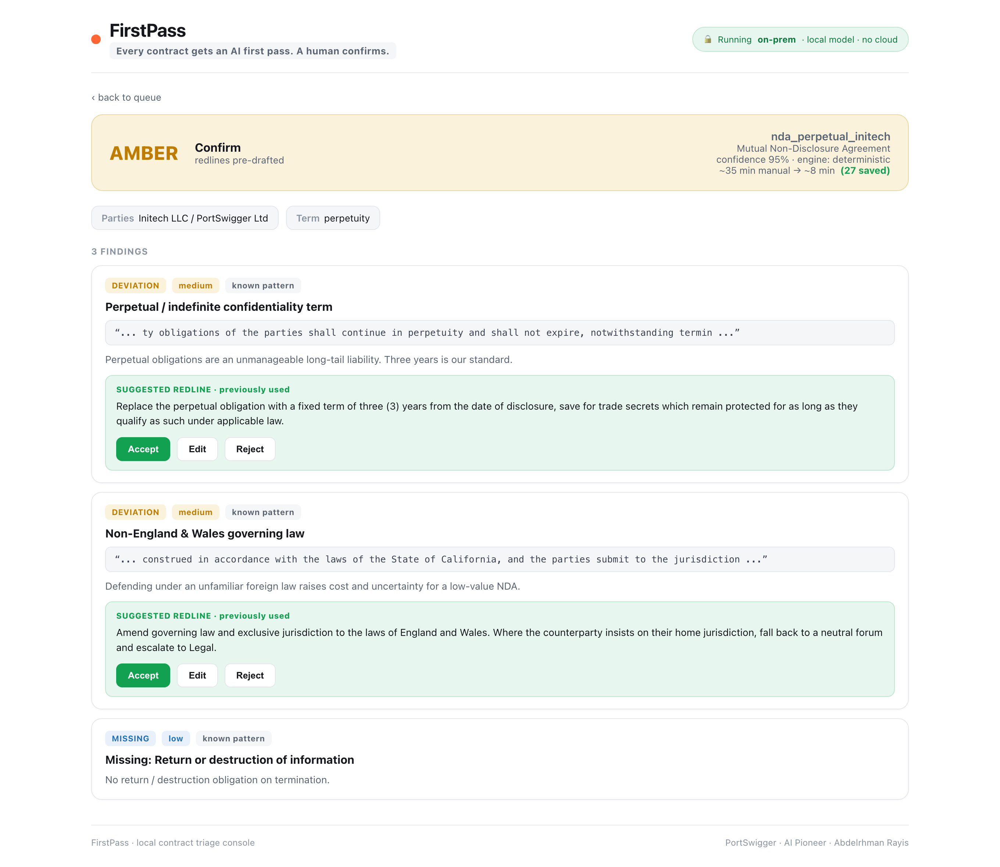 FirstPass
Every contract gets an AI first pass. A human confirms.
🔒 Running on-prem · local model · no cloud
‹ back to queue
AMBER
Confirm
redlines pre-drafted
nda_perpetual_initech
Mutual Non-Disclosure Agreement
confidence 95% · engine: deterministic
~35 min manual → ~8 min (27 saved)
Parties Initech LLC / PortSwigger Ltd
Term perpetuity
3 FINDINGS
DEVIATION medium known pattern
Perpetual / indefinite confidentiality term
“... ty obligations of the parties shall continue in perpetuity and shall not expire, notwithstanding termin ...”
Perpetual obligations are an unmanageable long-tail liability. Three years is our standard.
SUGGESTED REDLINE · previously used
Replace the perpetual obligation with a fixed term of three (3) years from the date of disclosure, save for trade secrets which remain protected for as long as they
qualify as such under applicable law.
Accept Edit Reject
DEVIATION medium known pattern
Non-England & Wales governing law
“... construed in accordance with the laws of the State of California, and the parties submit to the jurisdiction ...”
Defending under an unfamiliar foreign law raises cost and uncertainty for a low-value NDA.
SUGGESTED REDLINE · previously used
Amend governing law and exclusive jurisdiction to the laws of England and Wales. Where the counterparty insists on their home jurisdiction, fall back to a neutral forum
and escalate to Legal.
Accept Edit Reject
MISSING low known pattern
Missing: Return or destruction of information
No return / destruction obligation on termination.
FirstPass · local contract triage console
PortSwigger · AI Pioneer · Abdelrhman Rayis